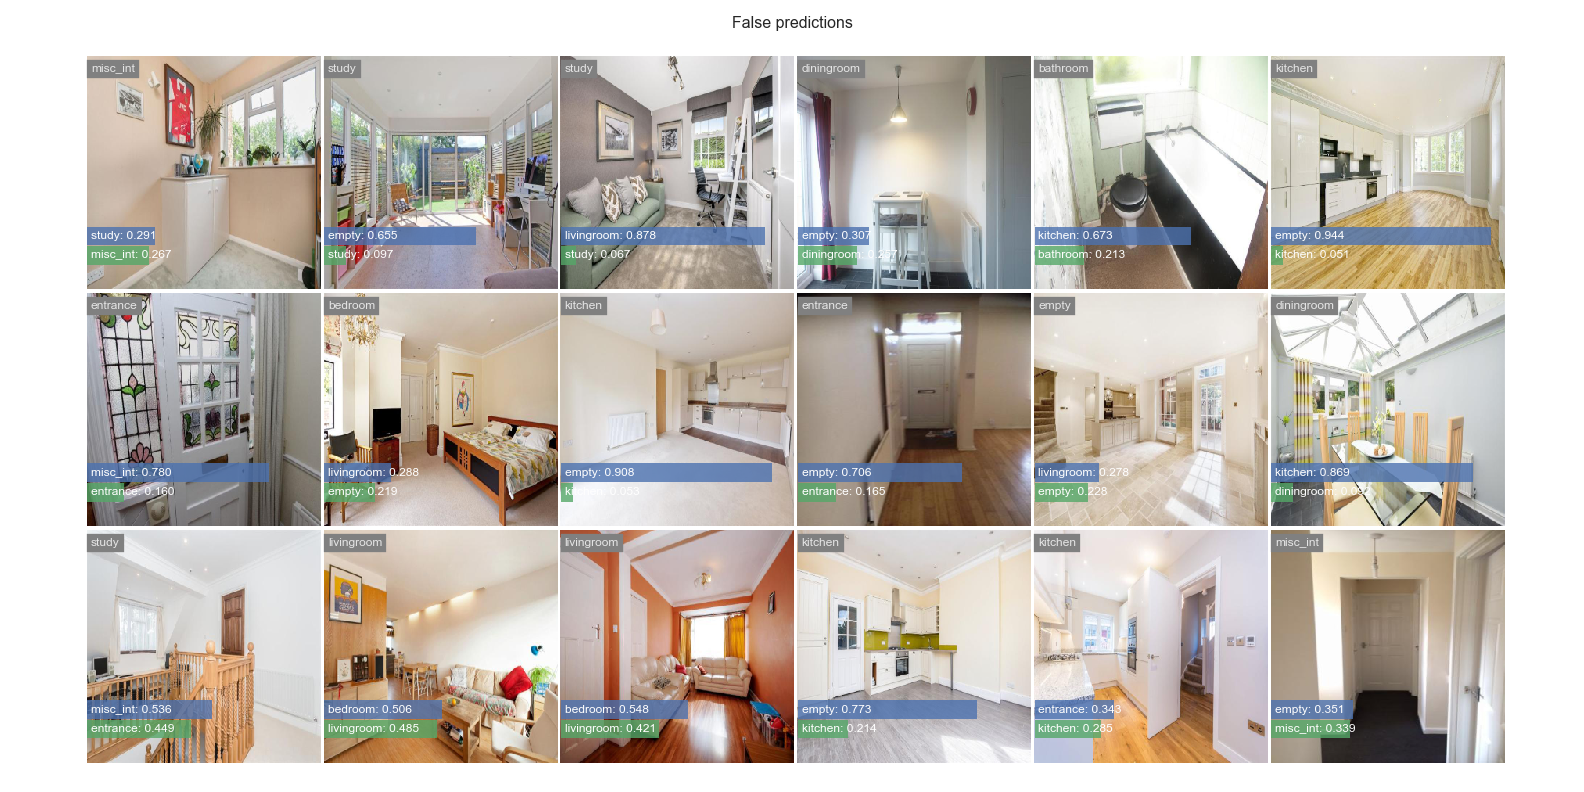 False predictions
misc_int
study: 0.291
misc_int: 0.267
study
empty: 0.655
study: 0.097
study
livingroom: 0.878
study: 0.067
diningroom
empty: 0.307
diningroom:
bathroom
kitchen: 0.673
bathroom: 0.213
kitchen
empty: 0.944
kitchen: 0.051
entrance
misc_int: 0.780
entrance: 0.160
bedroom
livingroom: 0.288
empty: 0.219
kitchen
empty: 0.908
kitchen: 0.053
entrance
empty: 0.706
entrance: 0.165
empty
livingroom: 0.278
empty: 0.228
diningroom
kitchen: 0.869
diningroom:
study
misc_int: 0.536
entrance: 0.449
livingroom
bedroom: 0.506
livingroom: 0.485
livingroom
bedroom: 0.548
livingroom: 0.421
kitchen
empty: 0.773
kitchen: 0.214
kitchen
entrance: 0.343
kitchen: 0.285
misc_int
empty: 0.351
misc_int: 0.339